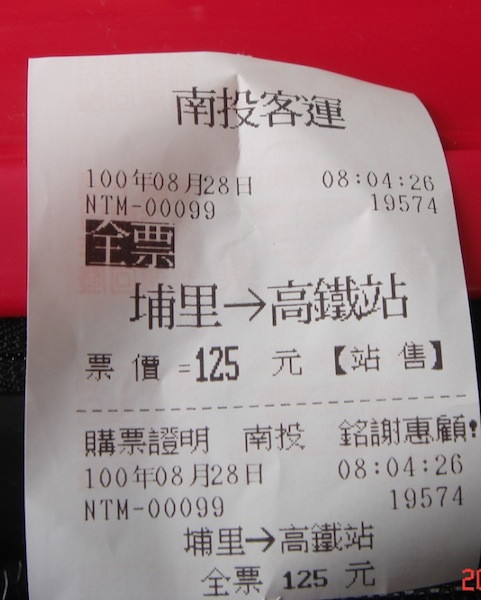 南投客運
100年08月28日 08:04:26
NTM-00099 19574
全票
埔里→高鐵站
票價=125 元 【站售】
購票證明 南投 銘謝惠顧!
100年08月28日 08:04:26
NTM-00099 19574
埔里→高鐵站
全票 125 元
20